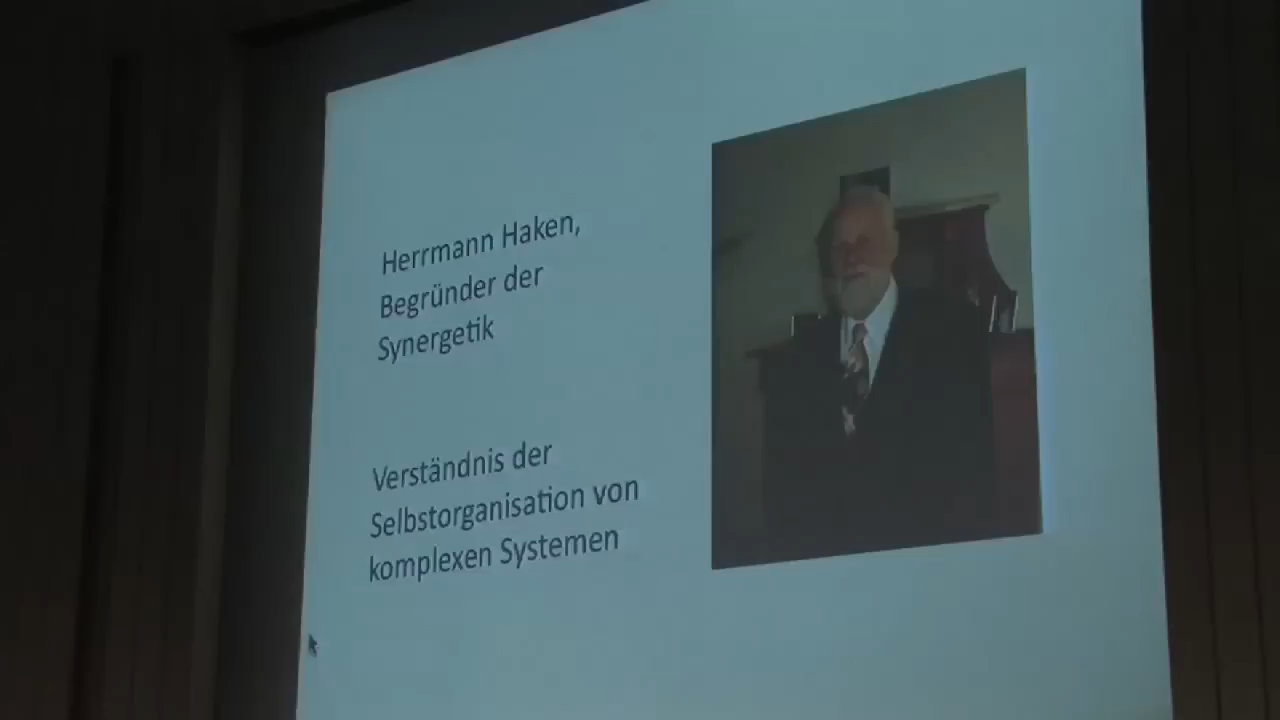 Herrmann Haken,
Begründer der
Synergetik
Verständnis der
Selbstorganisation von
komplexen Systemen